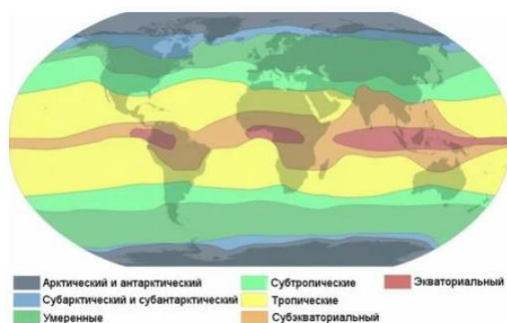 Арктический и антарктический
Субтропические
Экваториальный
Субарктический и субантарктический
Тропические
Умеренные
Субэкваториальный